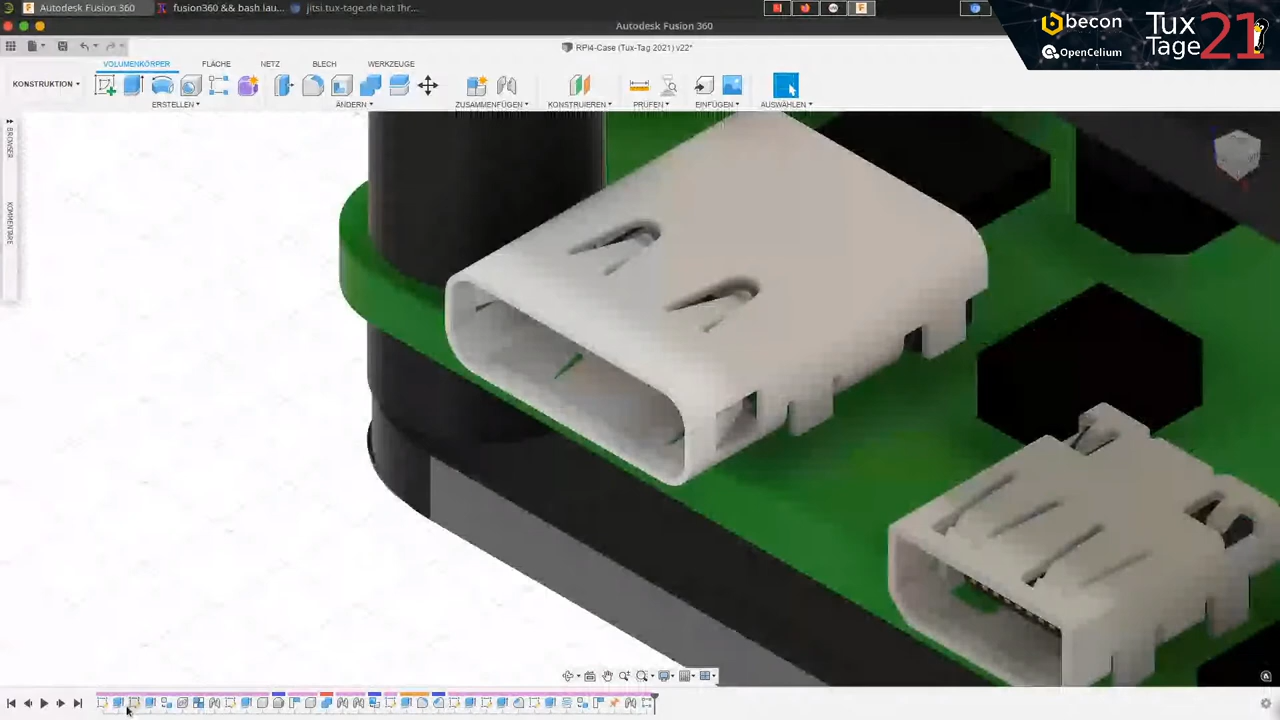 Autodesk Fusion 360
fusion360 && bash lau...
jitsi.tux-tage.de hat Ihr...
Autodesk Fusion 360
RPI4-Case (Tux-Tag 2021) v22*
becon
OpenCelium
Tux
Tage
21
VOLUMENKÖRPER
FLÄCHE
NETZ
BLECH
WERKZEUGE
KONSTRUKTION
ERSTELLEN
ÄNDERN
ZUSAMMENFÜGEN
KONSTRUIEREN
PRÜFEN
EINFÜGEN
AUSWÄHLEN
BROWSER
KOMMENTARE